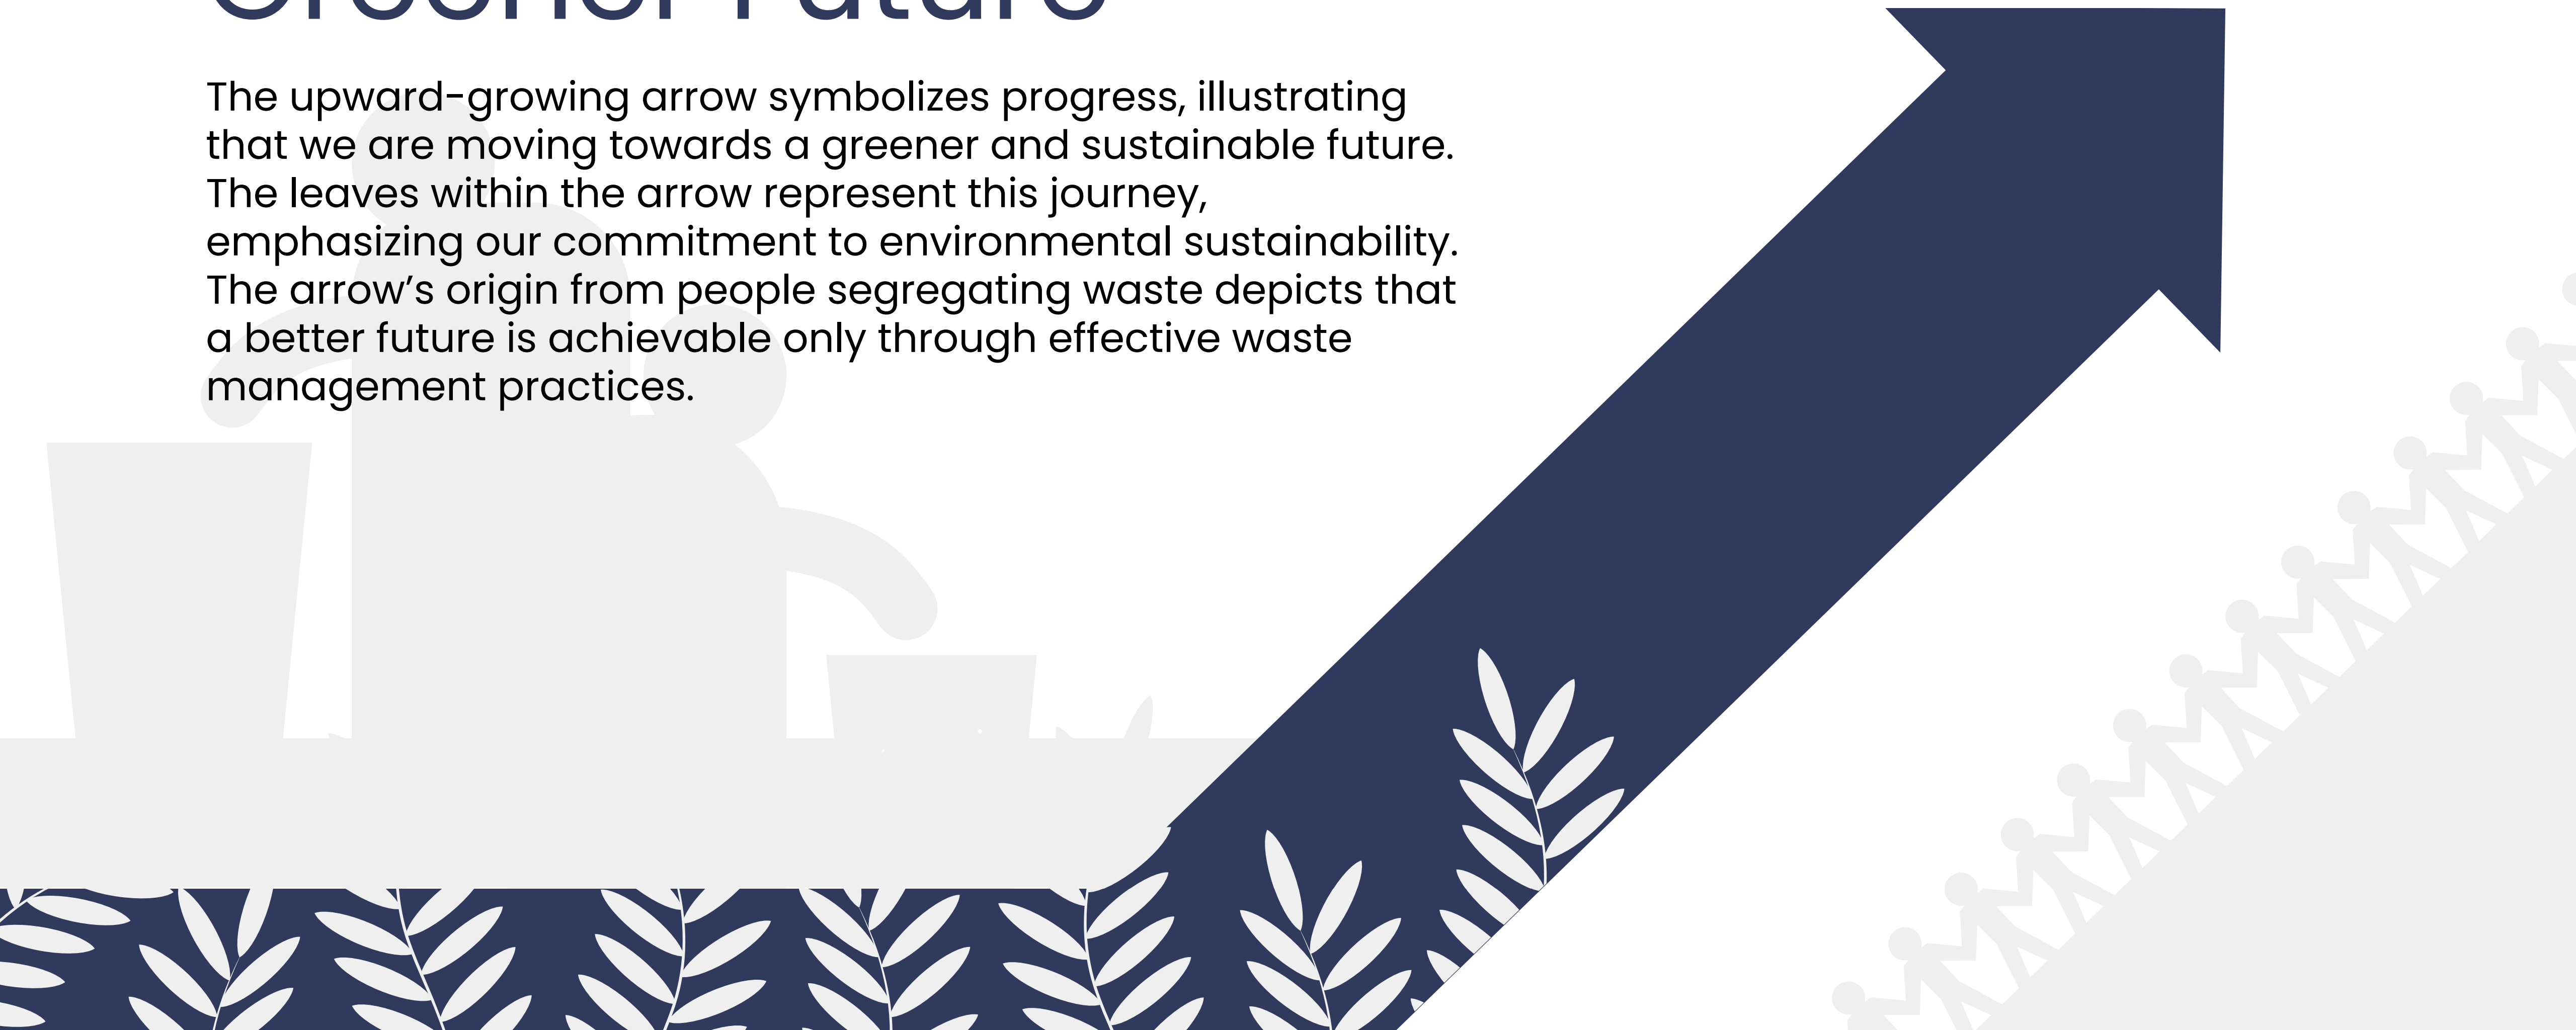 Greener Future
The upward-growing arrow symbolizes progress, illustrating
that we are moving towards a greener and sustainable future.
The leaves within the arrow represent this journey,
emphasizing our commitment to environmental sustainability.
The arrow’s origin from people segregating waste depicts that
a better future is achievable only through effective waste
management practices.